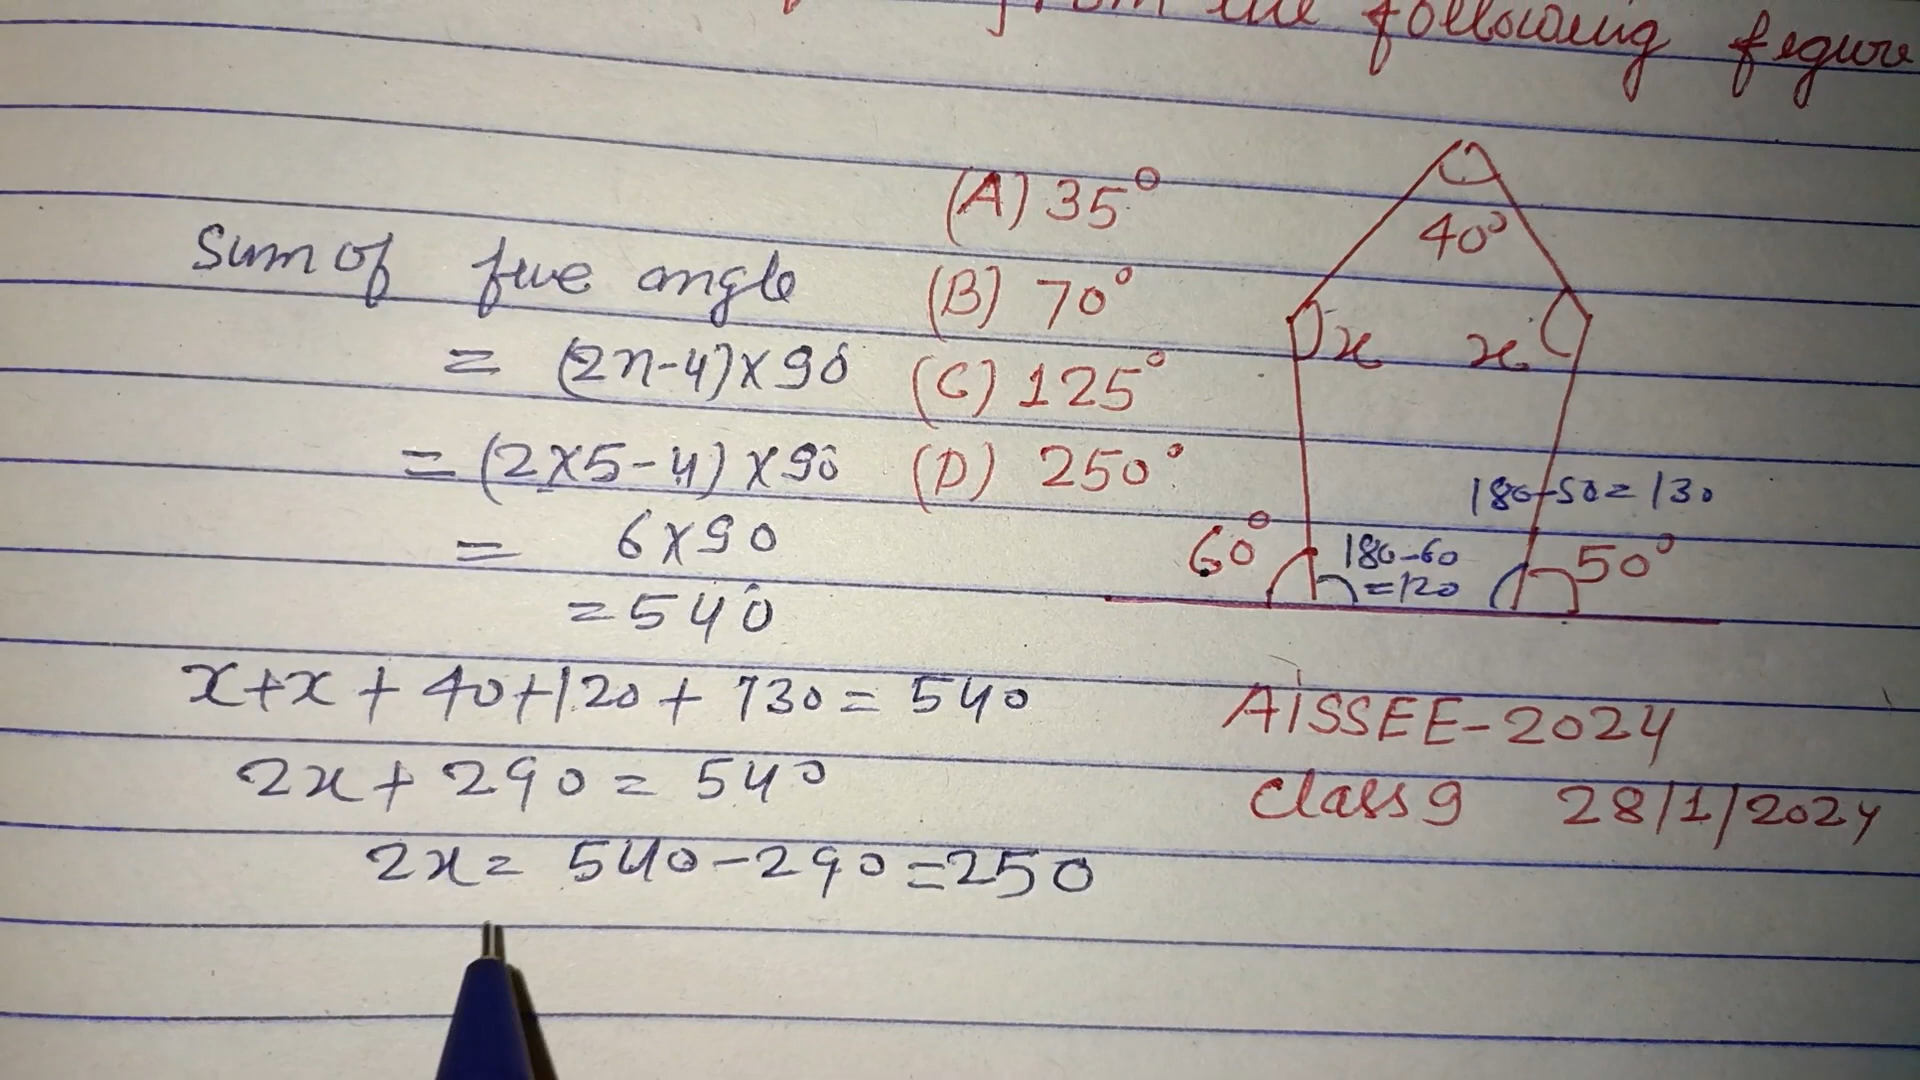 from the following figure
(A) 35°
(B) 70°
(C) 125°
(D) 250°
40°
x x
180-50=130
60° 180-60
=120
50°
Sum of five angle
= (2n-4)×90
= (2×5-4)×90
= 6×90
=540
x+x+40+120+130=540
2x+290=540
2x=540-290=250
AiSSEE-2024
Class 9 28/1/2024